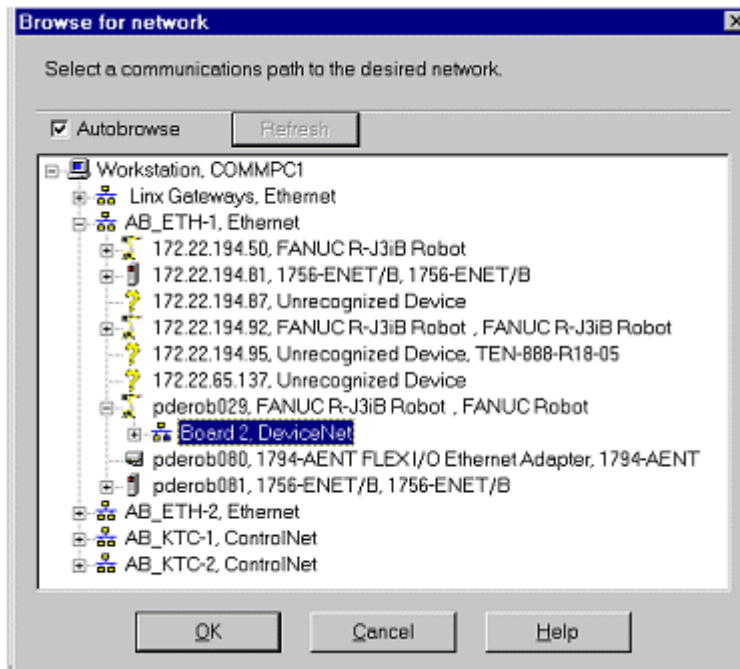 Browse for network
Select a communications path to the desired network.
Autobrowse
Refresh
Workstation, COMMPC1
Linx Gateways, Ethernet
AB_ETH-1, Ethernet
172.22.194.50, FANUC R-J3iB Robot
172.22.194.81, 1756-ENET/B, 1756-ENET/B
172.22.194.87, Unrecognized Device
172.22.194.92, FANUC R-J3iB Robot , FANUC R-J3iB Robot
172.22.194.95, Unrecognized Device, TEN-888-R18-05
172.22.65.137, Unrecognized Device
pderob029, FANUC R-J3iB Robot , FANUC Robot
Board 2, DeviceNet
pderob080, 1794-AENT FLEX I/O Ethernet Adapter, 1794-AENT
pderob081, 1756-ENET/B, 1756-ENET/B
AB_ETH-2, Ethernet
AB_KTC-1, ControlNet
AB_KTC-2, ControlNet
OK
Cancel
Help